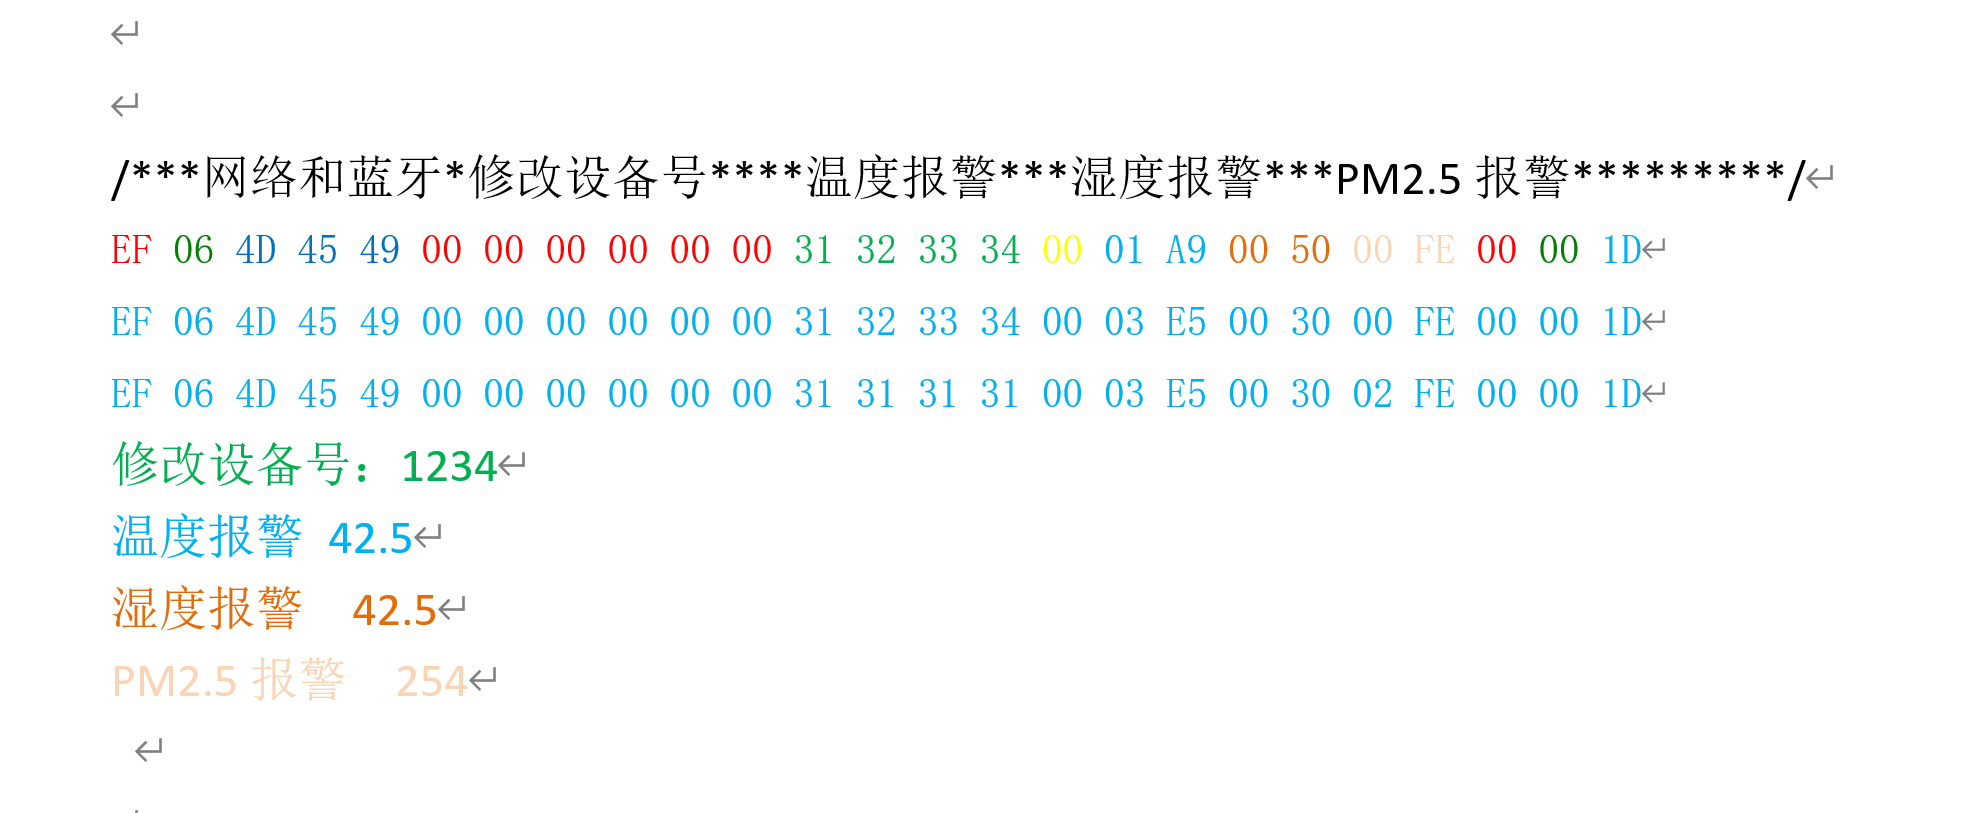 /***网络和蓝牙*修改设备号****温度报警***湿度报警***PM2.5 报警*********/
EF 06 4D 45 49 00 00 00 00 00 00 31 32 33 34 00 01 A9 00 50 00 FE 00 00 1D
EF 06 4D 45 49 00 00 00 00 00 00 31 32 33 34 00 03 E5 00 30 00 FE 00 00 1D
EF 06 4D 45 49 00 00 00 00 00 00 31 31 31 31 00 03 E5 00 30 02 FE 00 00 1D
修改设备号：1234
温度报警 42.5
湿度报警  42.5
PM2.5 报警  254